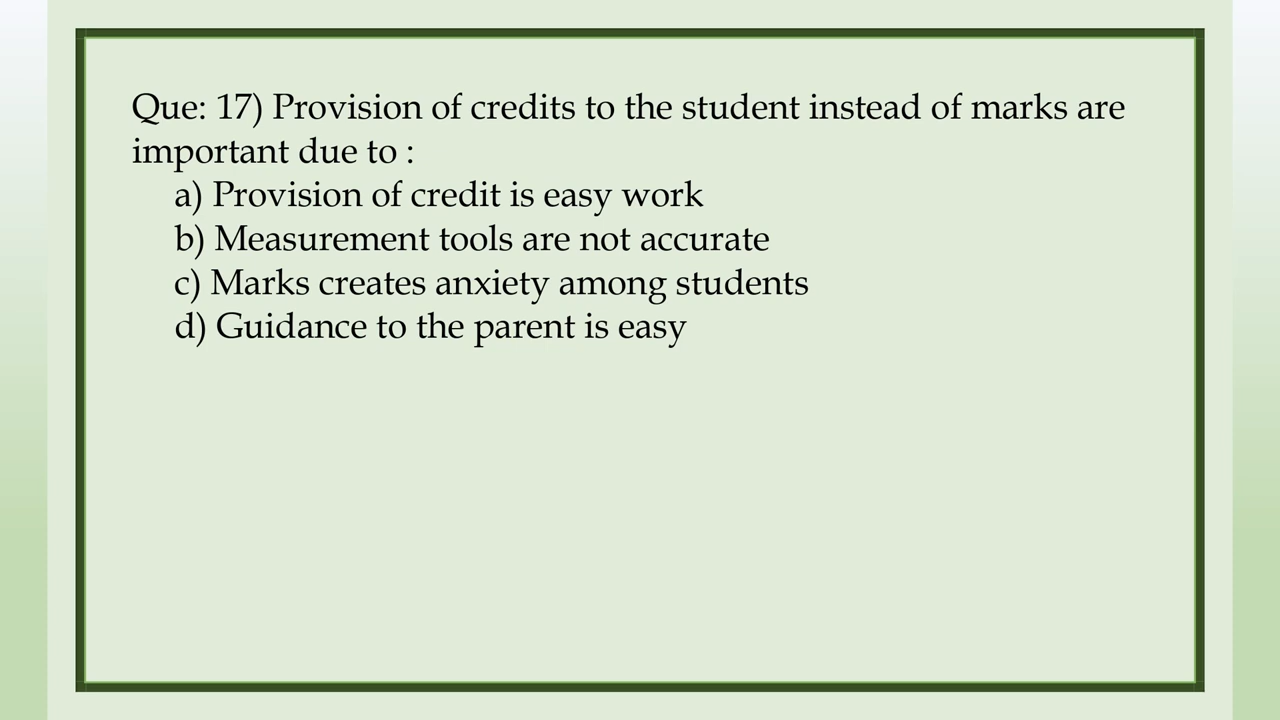 Que: 17) Provision of credits to the student instead of marks are
important due to :
a) Provision of credit is easy work
b) Measurement tools are not accurate
c) Marks creates anxiety among students
d) Guidance to the parent is easy